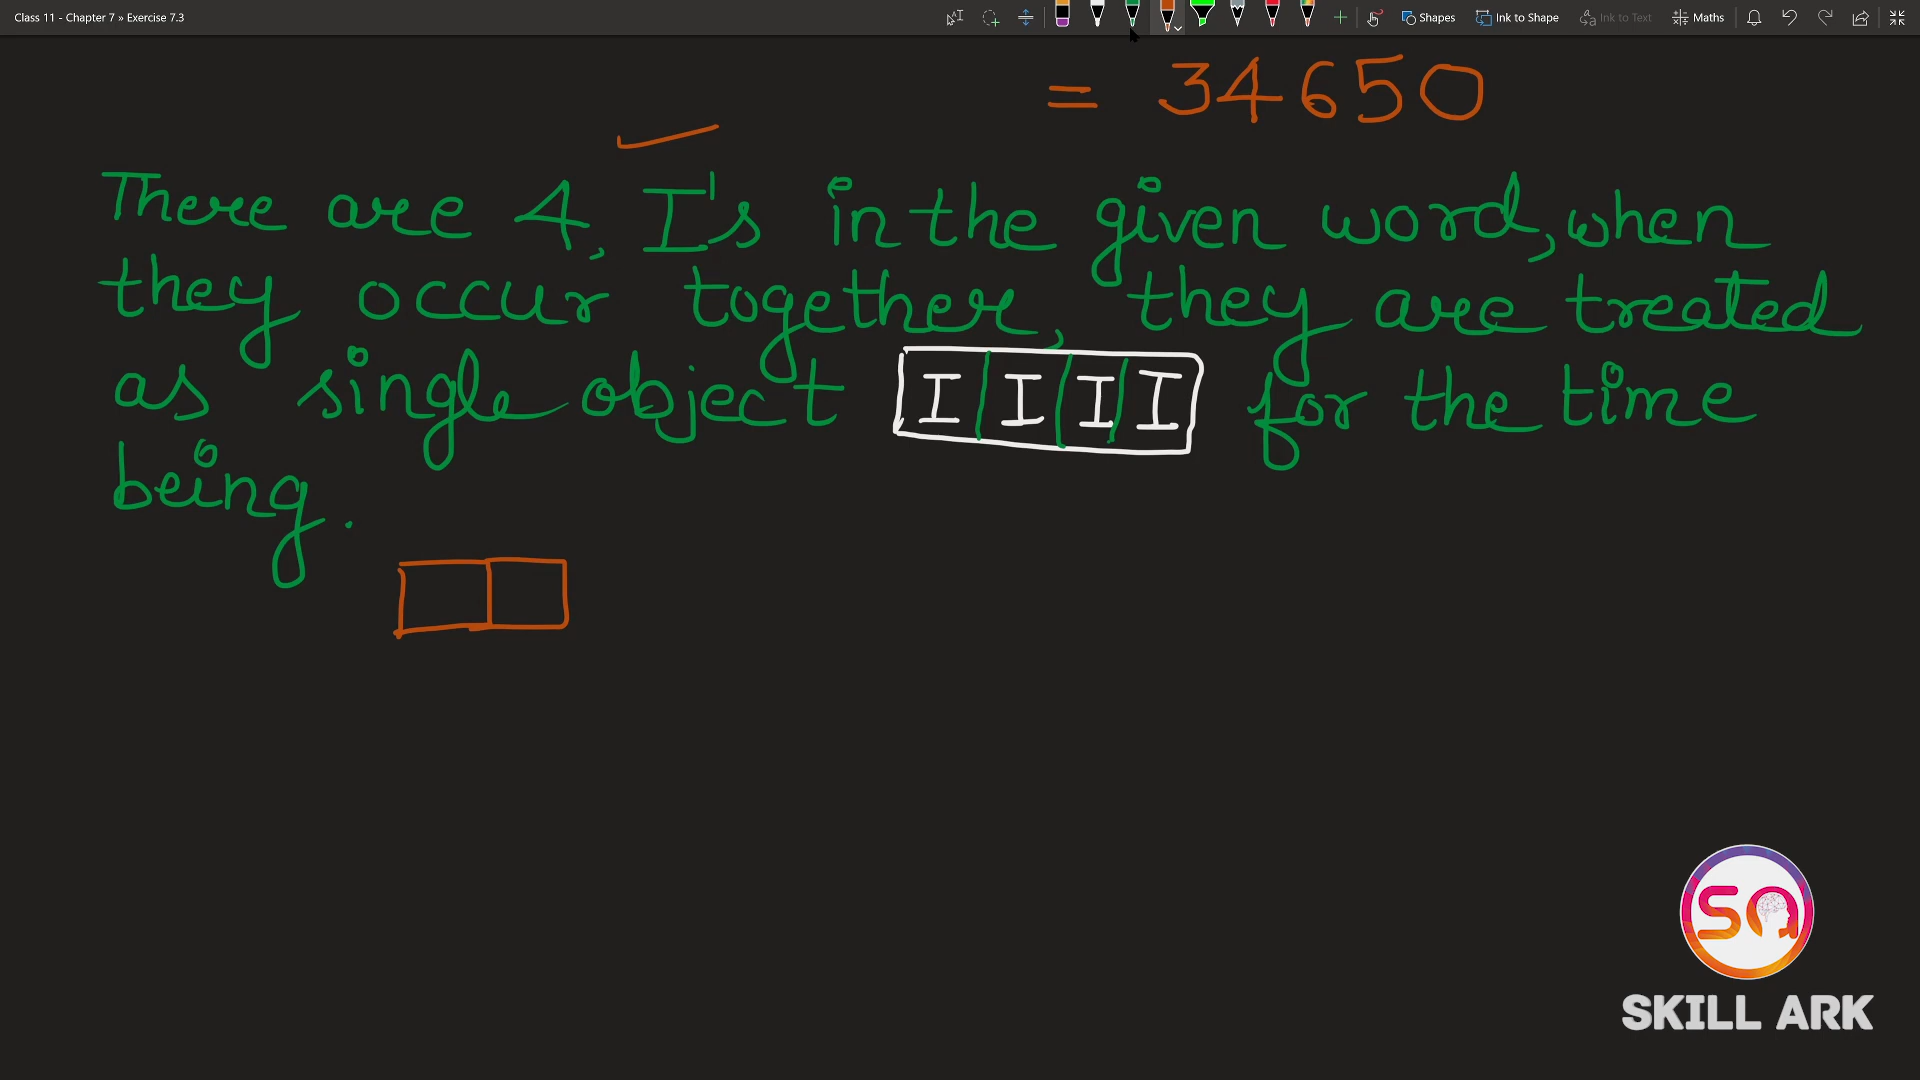 Class 11 - Chapter 7 » Exercise 7.3
Shapes Ink to Shape Ink to Text Maths
= 34650
There are 4, I's in the given word, when
they occur together, they are treated
as single object I I I I for the time
being.
SA
SKILL ARK